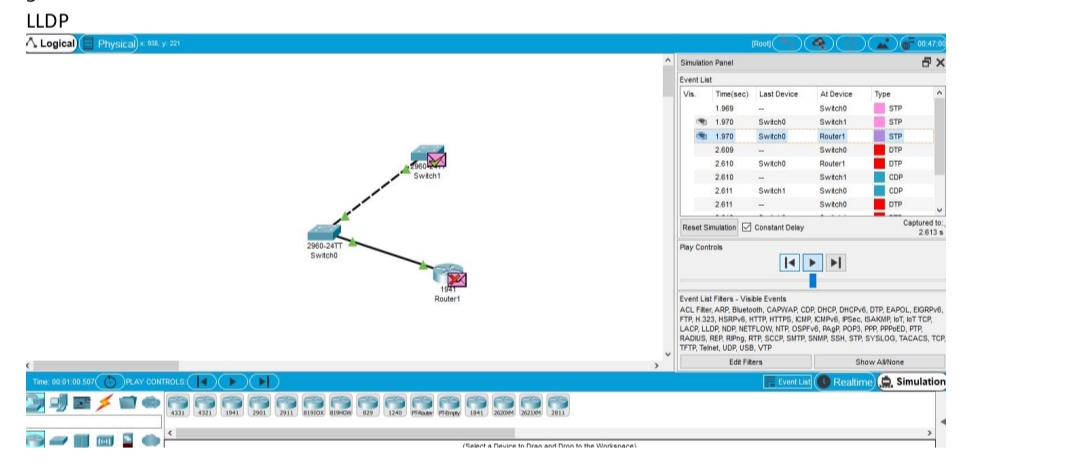 LLDP
Logical Physical x: 938, y: 221 [Root] 00:47:00
Simulation Panel
Event List
Vis. Time(sec) Last Device At Device Type
1.969 -- Switch0 STP
1.970 Switch0 Switch1 STP
1.970 Switch0 Router1 STP
2.609 -- Switch0 DTP
2.610 Switch0 Router1 DTP
2.610 -- Switch1 CDP
2.611 Switch1 Switch0 CDP
2.611 -- Switch0 DTP
Reset Simulation Constant Delay Captured to:
2.613 s
Play Controls
2960-24TT
Switch1
2960-24TT
Switch0
1941
Router1
Event List Filters - Visible Events
ACL Filter, ARP, Bluetooth, CAPWAP, CDP, DHCP, DHCPv6, DTP, EAPOL, EIGRPv6,
FTP, H.323, HSRPv6, HTTP, HTTPS, ICMP, ICMPv6, IPSec, ISAKMP, IoT, IoT TCP,
LACP, LLDP, NDP, NETFLOW, NTP, OSPFv6, PAgP, POP3, PPP, PPPoED, PTP,
RADIUS, REP, RIPng, RTP, SCCP, SMTP, SNMP, SSH, STP, SYSLOG, TACACS, TCP,
TFTP, Telnet, UDP, USB, VTP
Edit Filters Show All/None
Time: 00:01:00.507 PLAY CONTROLS: Event List Realtime Simulation
4331 4321 1941 2901 2911 819IOX 819HGW 829 1240 PT-Router PT-Empty 1841 2620XM 2621XM 2811
(Select a Device to Drag and Drop to the Workspace)